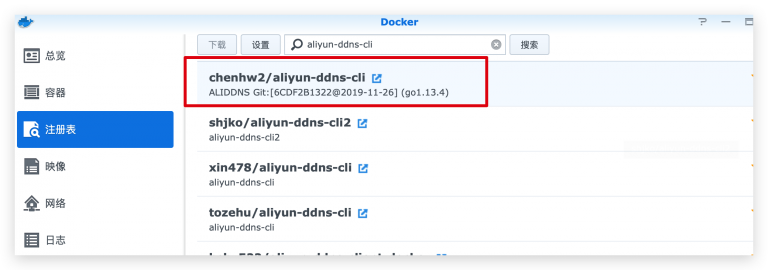 Docker
总览
容器
注册表
映像
网络
日志
下载 设置 aliyun-ddns-cli 搜索
chenhw2/aliyun-ddns-cli
ALIDDNS Git:[6CDF2B1322@2019-11-26] (go1.13.4)
shjko/aliyun-ddns-cli2
aliyun-ddns-cli2
xin478/aliyun-ddns-cli
aliyun-ddns-cli
tozehu/aliyun-ddns-cli
aliyun-ddns-cli